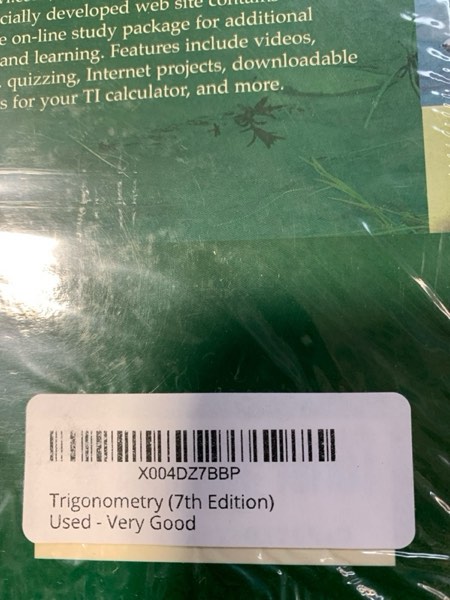 cially developed web site contains
e on-line study package for additional
and learning. Features include videos,
quizzing, Internet projects, downloadable
s for your TI calculator, and more.
X004DZ7BBP
Trigonometry (7th Edition)
Used - Very Good